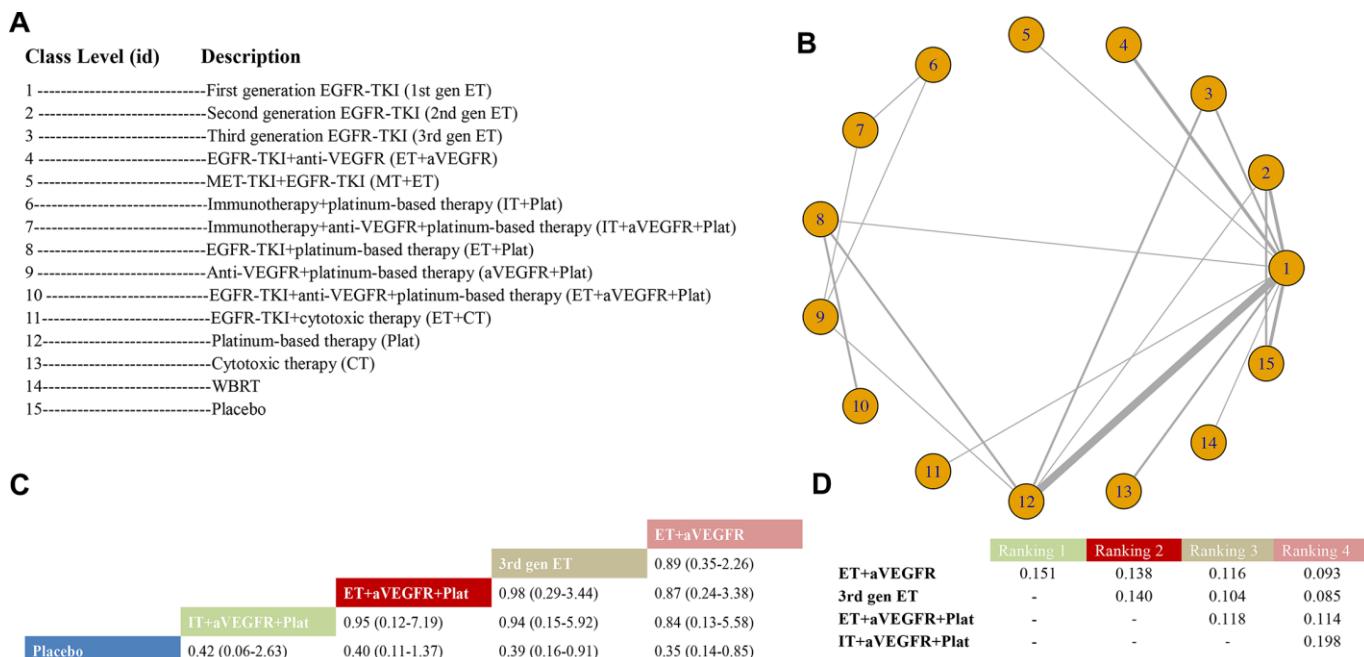 A
Class Level (id) Description
1 ----------------------------First generation EGFR-TKI (1st gen ET)
2 ----------------------------Second generation EGFR-TKI (2nd gen ET)
3 ----------------------------Third generation EGFR-TKI (3rd gen ET)
4 ----------------------------EGFR-TKI+anti-VEGFR (ET+aVEGFR)
5 ----------------------------MET-TKI+EGFR-TKI (MT+ET)
6 ----------------------------Immunotherapy+platinum-based therapy (IT+Plat)
7 ----------------------------Immunotherapy+anti-VEGFR+platinum-based therapy (IT+aVEGFR+Plat)
8 ----------------------------EGFR-TKI+platinum-based therapy (ET+Plat)
9 ----------------------------Anti-VEGFR+platinum-based therapy (aVEGFR+Plat)
10 ---------------------------EGFR-TKI+anti-VEGFR+platinum-based therapy (ET+aVEGFR+Plat)
11----------------------------EGFR-TKI+cytotoxic therapy (ET+CT)
12----------------------------Platinum-based therapy (Plat)
13----------------------------Cytotoxic therapy (CT)
14----------------------------WBRT
15----------------------------Placebo
B
5
4
6
3
7
2
8
1
9
15
10
14
11
13
12
C
ET+aVEGFR
3rd gen ET 0.89 (0.35-2.26)
ET+aVEGFR+Plat 0.98 (0.29-3.44) 0.87 (0.24-3.38)
IT+aVEGFR+Plat 0.95 (0.12-7.19) 0.94 (0.15-5.92) 0.84 (0.13-5.58)
Placebo 0.42 (0.06-2.63) 0.40 (0.11-1.37) 0.39 (0.16-0.91) 0.35 (0.14-0.85)
D
Ranking 1 Ranking 2 Ranking 3 Ranking 4
ET+aVEGFR 0.151 0.138 0.116 0.093
3rd gen ET - 0.140 0.104 0.085
ET+aVEGFR+Plat - - 0.118 0.114
IT+aVEGFR+Plat - - - 0.198